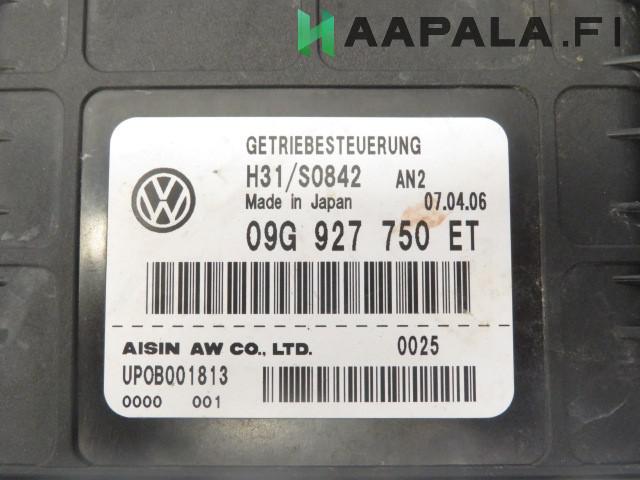 HAAPALA.FI
GETRIEBESTEUERUNG
H31/S0842 AN2
Made in Japan 07.04.06
09G 927 750 ET
AISIN AW CO., LTD. 0025
UPOB001813
0000 001